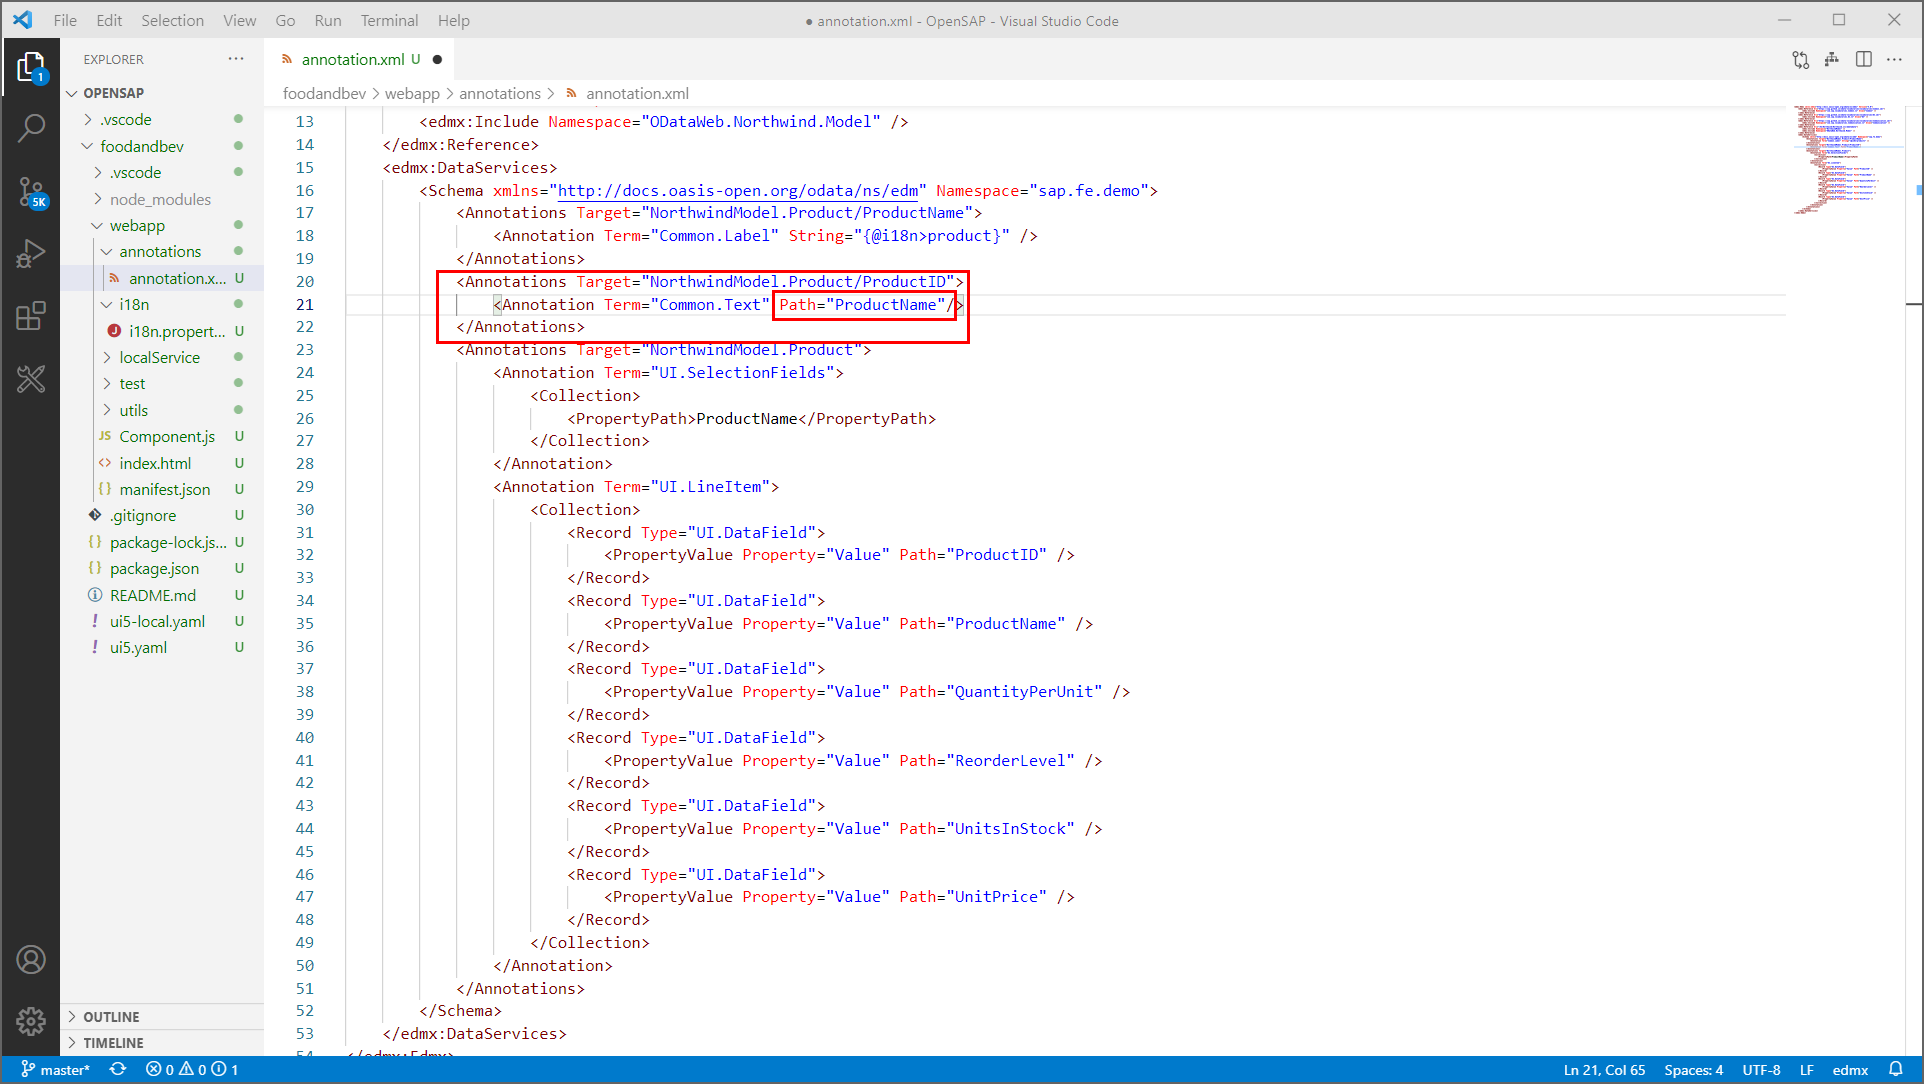 File Edit Selection View Go Run Terminal Help
● annotation.xml - OpenSAP - Visual Studio Code
EXPLORER ...
OPENSAP
.vscode
foodandbev
.vscode
node_modules
webapp
annotations
annotation.x... U
i18n
i18n.propert... U
localService
test
utils
JS Component.js U
<> index.html U
{} manifest.json U
.gitignore U
{} package-lock.js... U
{} package.json U
README.md U
! ui5-local.yaml U
! ui5.yaml U
OUTLINE
TIMELINE
1
5K
annotation.xml U ●
foodandbev > webapp > annotations > annotation.xml
13 <edmx:Include Namespace="ODataWeb.Northwind.Model" />
14 </edmx:Reference>
15 <edmx:DataServices>
16 <Schema xmlns="http://docs.oasis-open.org/odata/ns/edm" Namespace="sap.fe.demo">
17 <Annotations Target="NorthwindModel.Product/ProductName">
18 <Annotation Term="Common.Label" String="{@i18n>product}" />
19 </Annotations>
20 <Annotations Target="NorthwindModel.Product/ProductID">
21 <Annotation Term="Common.Text" Path="ProductName"/>
22 </Annotations>
23 <Annotations Target="NorthwindModel.Product">
24 <Annotation Term="UI.SelectionFields">
25 <Collection>
26 <PropertyPath>ProductName</PropertyPath>
27 </Collection>
28 </Annotation>
29 <Annotation Term="UI.LineItem">
30 <Collection>
31 <Record Type="UI.DataField">
32 <PropertyValue Property="Value" Path="ProductID" />
33 </Record>
34 <Record Type="UI.DataField">
35 <PropertyValue Property="Value" Path="ProductName" />
36 </Record>
37 <Record Type="UI.DataField">
38 <PropertyValue Property="Value" Path="QuantityPerUnit" />
39 </Record>
40 <Record Type="UI.DataField">
41 <PropertyValue Property="Value" Path="ReorderLevel" />
42 </Record>
43 <Record Type="UI.DataField">
44 <PropertyValue Property="Value" Path="UnitsInStock" />
45 </Record>
46 <Record Type="UI.DataField">
47 <PropertyValue Property="Value" Path="UnitPrice" />
48 </Record>
49 </Collection>
50 </Annotation>
51 </Annotations>
52 </Schema>
53 </edmx:DataServices>
54 </edmx:Edmx>
master* 0 0 1 Ln 21, Col 65 Spaces: 4 UTF-8 LF edmx